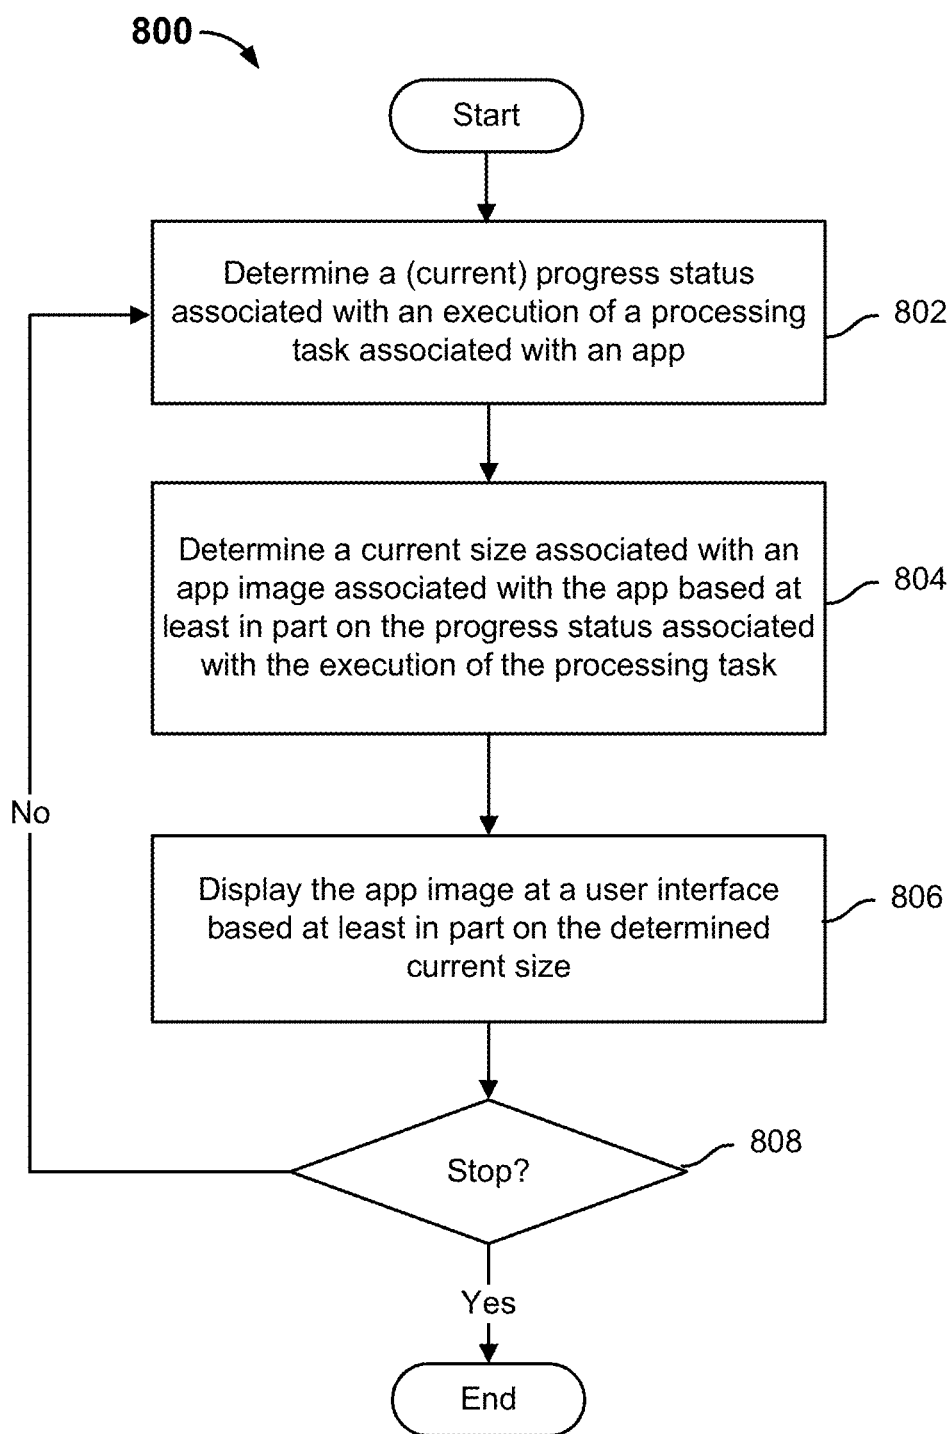 800
Start
Determine a (current) progress status
associated with an execution of a processing
task associated with an app
802
Determine a current size associated with an
app image associated with the app based at
least in part on the progress status associated
with the execution of the processing task
804
No
Display the app image at a user interface
based at least in part on the determined
current size
806
Stop?
808
Yes
End